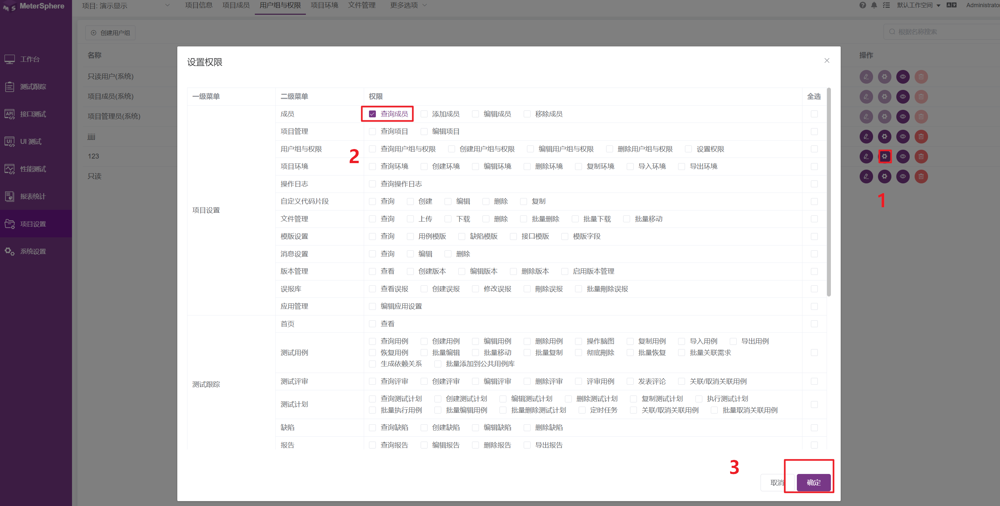 MeterSphere
项目: 演示显示
项目信息 项目成员 用户组与权限 项目环境 文件管理 更多选项
默认工作空间
Administrator
创建用户组
根据名称搜索
工作台
测试跟踪
API 接口测试
UI UI 测试
性能测试
报表统计
项目设置
系统设置
名称 操作
只读用户(系统)
项目成员(系统)
项目管理员(系统)
jjjjj
123
只读
1
设置权限
一级菜单 二级菜单 权限 全选
项目设置
成员 查询成员 添加成员 编辑成员 移除成员
项目管理 查询项目 编辑项目
2
用户组与权限 查询用户组与权限 创建用户组与权限 编辑用户组与权限 删除用户组与权限 设置权限
项目环境 查询环境 创建环境 编辑环境 删除环境 复制环境 导入环境 导出环境
操作日志 查询操作日志
自定义代码片段 查询 创建 编辑 删除 复制
文件管理 查询 上传 下载 删除 批量删除 批量下载 批量移动
模版设置 查询 用例模版 缺陷模版 接口模版 模版字段
消息设置 查询 编辑 删除
版本管理 查看 创建版本 编辑版本 删除版本 启用版本管理
误报库 查看误报 创建误报 修改误报 刪除误报 批量刪除误报
应用管理 编辑应用设置
测试跟踪
首页 查看
测试用例 查询用例 创建用例 编辑用例 删除用例 操作脑图 复制用例 导入用例 导出用例
恢复用例 批量编辑 批量移动 批量复制 彻底刪除 批量恢复 批量关联需求
生成依赖关系 批量添加到公共用例库
测试评审 查询评审 创建评审 编辑评审 删除评审 评审用例 发表评论 关联/取消关联用例
测试计划 查询测试计划 创建测试计划 编辑测试计划 删除测试计划 复制测试计划 执行测试计划
批量执行用例 批量编辑用例 批量删除测试计划 定时任务 关联/取消关联用例 批量取消关联用例
缺陷 查询缺陷 创建缺陷 编辑缺陷 删除缺陷
报告 查询报告 编辑报告 删除报告 导出报告
3
取消 确定